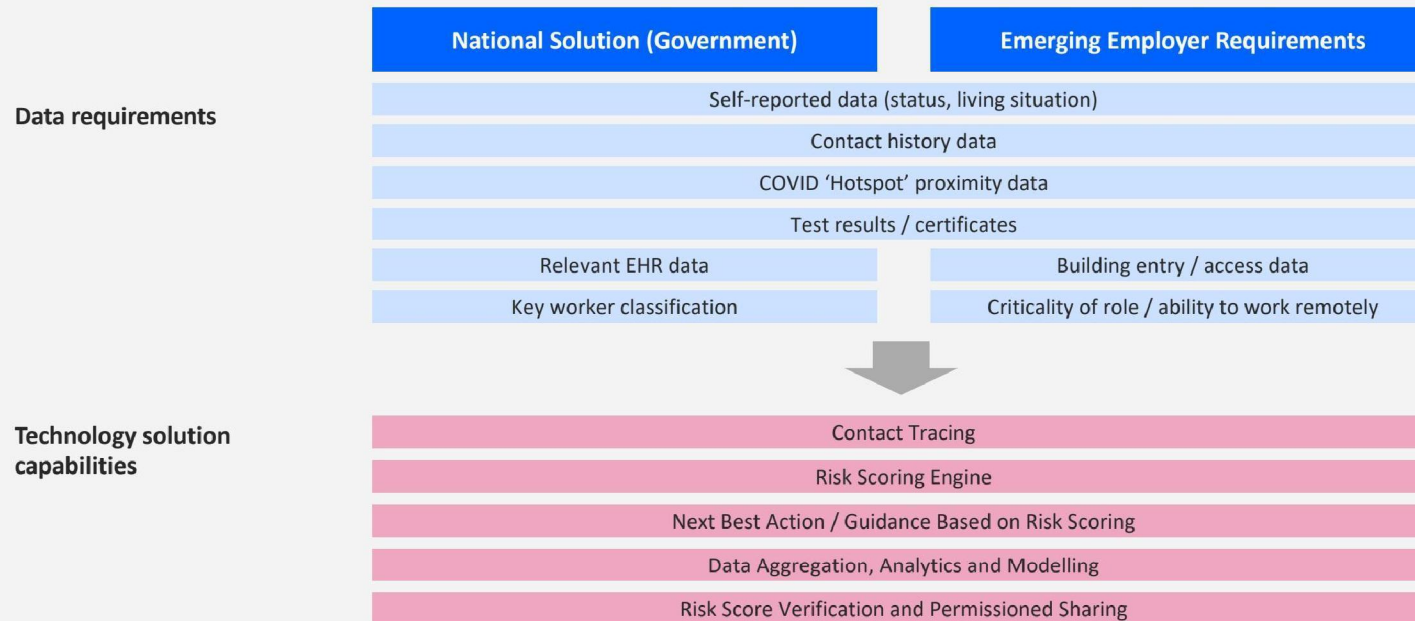 National Solution (Government)
Emerging Employer Requirements
Data requirements
Self-reported data (status, living situation)
Contact history data
COVID ‘Hotspot’ proximity data
Test results / certificates
Relevant EHR data
Building entry / access data
Key worker classification
Criticality of role / ability to work remotely
Technology solution
capabilities
Contact Tracing
Risk Scoring Engine
Next Best Action / Guidance Based on Risk Scoring
Data Aggregation, Analytics and Modelling
Risk Score Verification and Permissioned Sharing